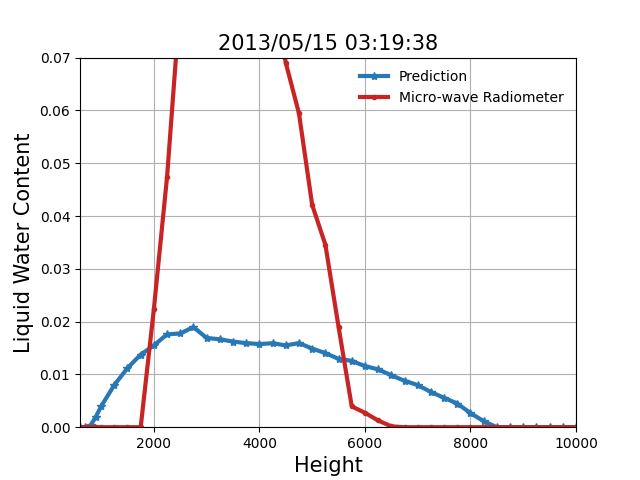 2013/05/15 03:19:38
Prediction
Micro-wave Radiometer
Liquid Water Content
0.07
0.06
0.05
0.04
0.03
0.02
0.01
0.00
2000 4000 6000 8000 10000
Height